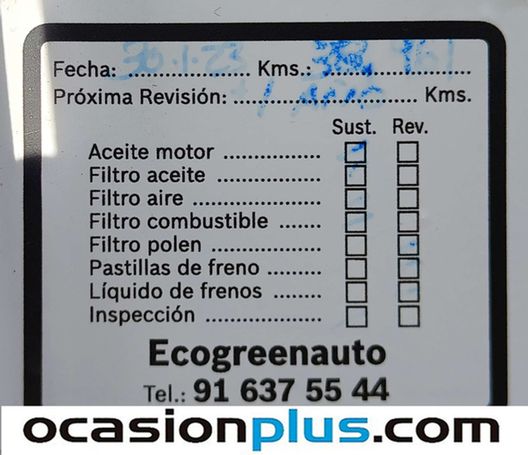 Fecha: 30.1.23 Kms.:
Próxima Revisión: Kms.
Sust. Rev.
Aceite motor
Filtro aceite
Filtro aire
Filtro combustible
Filtro polen
Pastillas de freno
Líquido de frenos
Inspección
Ecogreenauto
Tel.: 91 637 55 44
ocasionplus.com